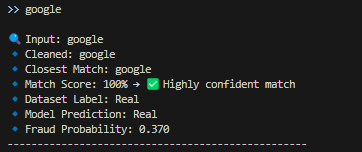 >> google
🔍 Input: google
🔹 Cleaned: google
🔹 Closest Match: google
🔹 Match Score: 100% → ✅ Highly confident match
🔹 Dataset Label: Real
🔹 Model Prediction: Real
🔹 Fraud Probability: 0.370
--------------------------------------------------